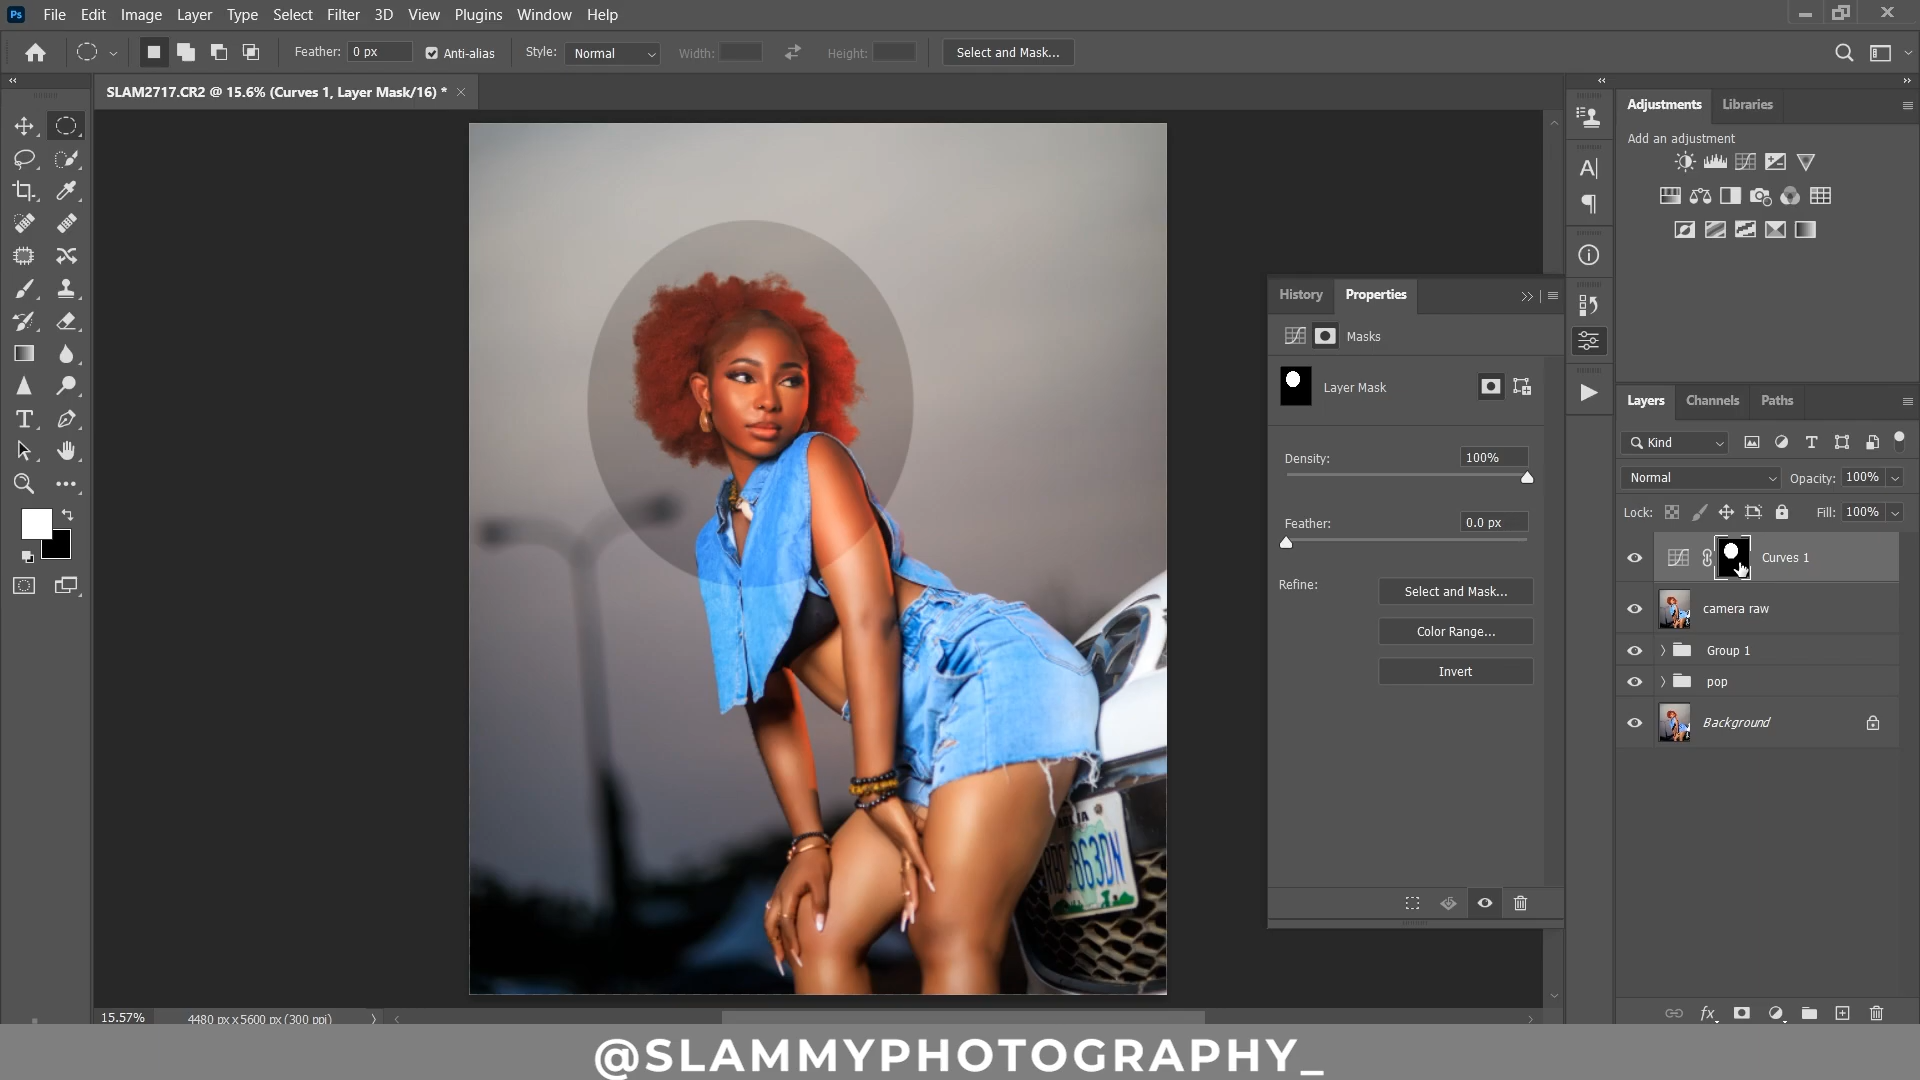 Ps File Edit Image Layer Type Select Filter 3D View Plugins Window Help
Feather: 0 px Anti-alias Style: Normal Width: Height: Select and Mask...
SLAM2717.CR2 @ 15.6% (Curves 1, Layer Mask/16) *
Adjustments Libraries
Add an adjustment
History Properties
Masks
Layer Mask
Density: 100%
Feather: 0.0 px
Refine: Select and Mask...
Color Range...
Invert
Layers Channels Paths
Kind
Normal Opacity: 100%
Lock: Fill: 100%
Curves 1
camera raw
Group 1
pop
Background
863DN
15.57% 4480 px x 5600 px (300 ppi)
@SLAMMYPHOTOGRAPHY_